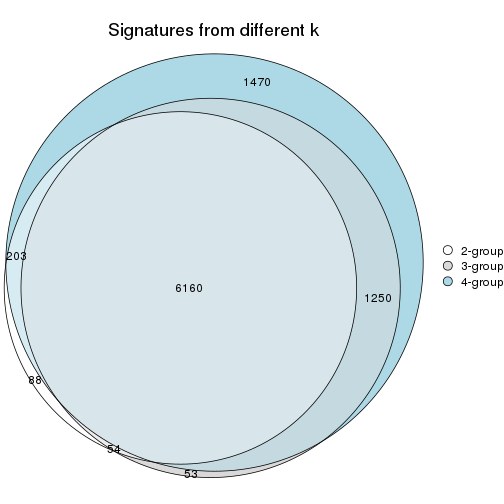 Signatures from different k
1470
2-group
3-group
4-group
203
6160
1250
88
54
53